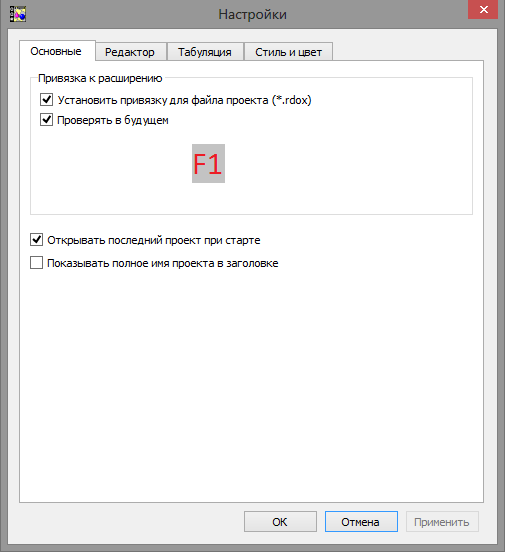 Настройки
Основные Редактор Табуляция Стиль и цвет
Привязка к расширению
Установить привязку для файла проекта (*.rdox)
Проверять в будущем
F1
Открывать последний проект при старте
Показывать полное имя проекта в заголовке
OK Отмена Применить